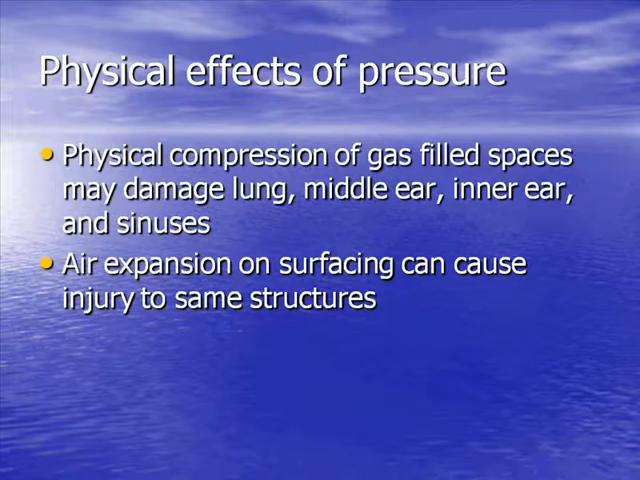 Physical effects of pressure
• Physical compression of gas filled spaces
may damage lung, middle ear, inner ear,
and sinuses
• Air expansion on surfacing can cause
injury to same structures